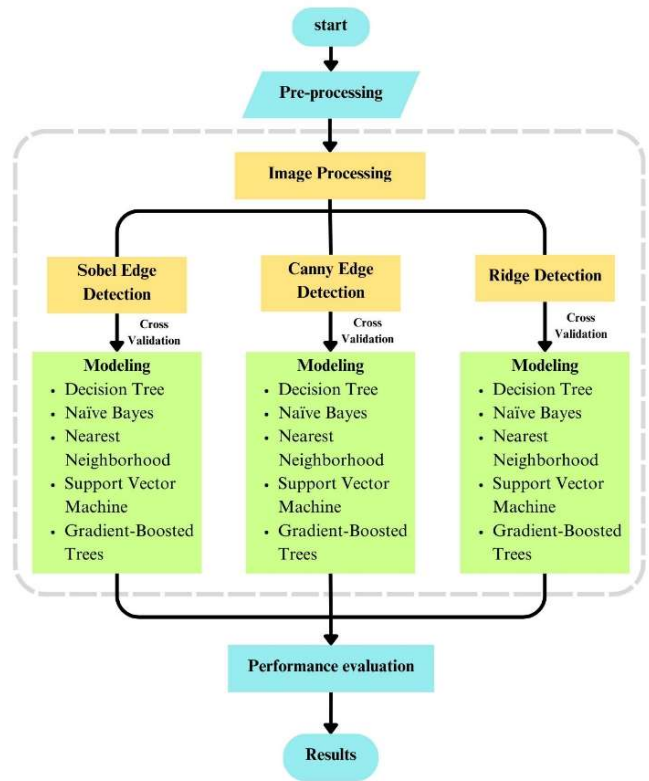 start
Pre-processing
Image Processing
Sobel Edge
Detection
Canny Edge
Detection
Ridge Detection
Cross
Validation
Cross
Validation
Cross
Validation
Modeling
• Decision Tree
• Naïve Bayes
• Nearest
Neighborhood
• Support Vector
Machine
• Gradient-Boosted
Trees
Modeling
• Decision Tree
• Naïve Bayes
• Nearest
Neighborhood
• Support Vector
Machine
• Gradient-Boosted
Trees
Modeling
• Decision Tree
• Naïve Bayes
• Nearest
Neighborhood
• Support Vector
Machine
• Gradient-Boosted
Trees
Performance evaluation
Results